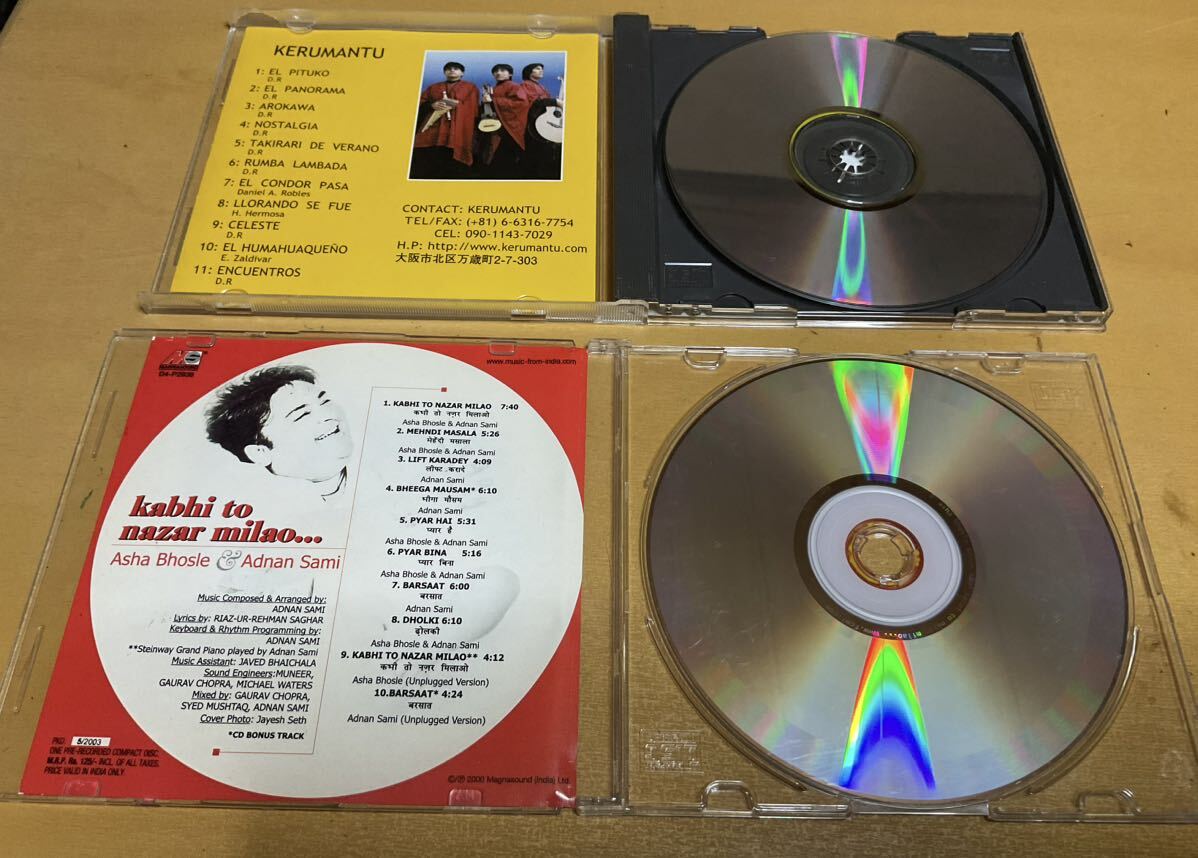 KERUMANTU
1: EL PITUKO
D.R
2: EL PANORAMA
D.R
3: AROKAWA
D.R
4: NOSTALGIA
D.R
5: TAKIRARI DE VERANO
D.R
6: RUMBA LAMBADA
D.R
7: EL CONDOR PASA
Daniel A. Robles
8: LLORANDO SE FUE
H. Hermosa
9: CELESTE
D.R
10: EL HUMAHUAQUEÑO
E. Zaldivar
11: ENCUENTROS
D.R
CONTACT: KERUMANTU
TEL/FAX: (+81) 6-6316-7754
CEL: 090-1143-7029
H.P: http://www.kerumantu.com
大阪市北区万歳町2-7-303
D4-P2938
www.music-from-india.com
kabhi to
nazar milao...
Asha Bhosle & Adnan Sami
Music Composed & Arranged by:
ADNAN SAMI
Lyrics by: RIAZ-UR-REHMAN SAGHAR
Keyboard & Rhythm Programming by:
ADNAN SAMI
**Steinway Grand Piano played by Adnan Sami
Music Assistant: JAVED BHAICHALA
Sound Engineers:MUNEER,
GAURAV CHOPRA, MICHAEL WATERS
Mixed by: GAURAV CHOPRA,
SYED MUSHTAQ, ADNAN SAMI
Cover Photo: Jayesh Seth
*CD BONUS TRACK
1. KABHI TO NAZAR MILAO 7:40
कभी तो नज़र मिलाओ
Asha Bhosle & Adnan Sami
2. MEHNDI MASALA 5:26
मेहेंदी मसाला
Asha Bhosle & Adnan Sami
3. LIFT KARADEY 4:09
लीफ्ट करादे
Adnan Sami
4. BHEEGA MAUSAM* 6:10
भीगा मौसम
Adnan Sami
5. PYAR HAI 5:31
प्यार है
Asha Bhosle & Adnan Sami
6. PYAR BINA 5:16
प्यार बिना
Asha Bhosle & Adnan Sami
7. BARSAAT 6:00
बरसात
Adnan Sami
8. DHOLKI 6:10
ढोलकी
Asha Bhosle & Adnan Sami
9. KABHI TO NAZAR MILAO** 4:12
कभी तो नज़र मिलाओ
Asha Bhosle (Unplugged Version)
10.BARSAAT* 4:24
बरसात
Adnan Sami (Unplugged Version)
PKD. 5/2003
ONE PRE-RECORDED COMPACT DISC.
M.R.P. Rs. 125/- INCL. OF ALL TAXES.
PRICE VALID IN INDIA ONLY.
©/℗ 2000 Magnasound (India) Ltd.